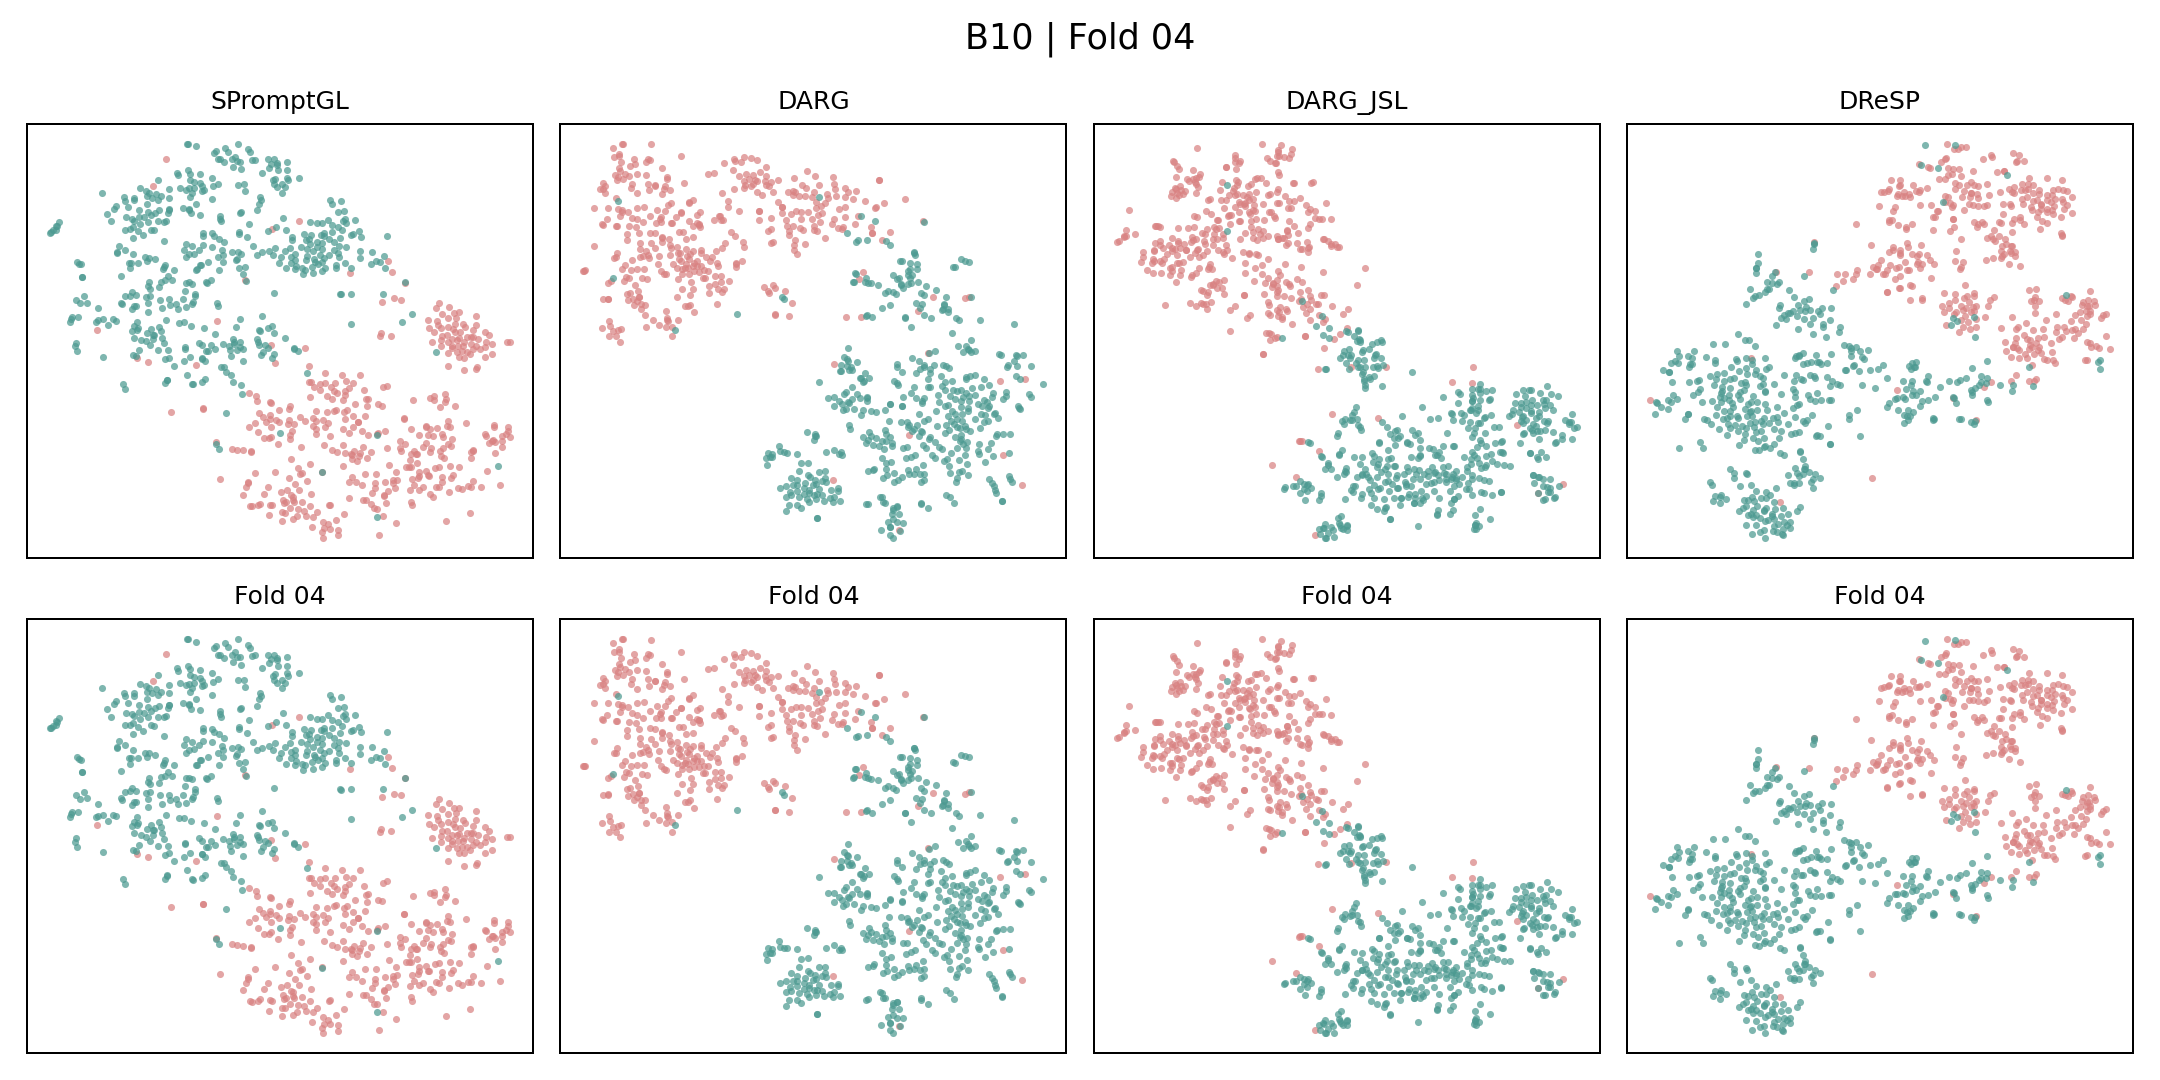 B10 | Fold 04
SPromptGL
DARG
DARG_JSL
DReSP
Fold 04
Fold 04
Fold 04
Fold 04